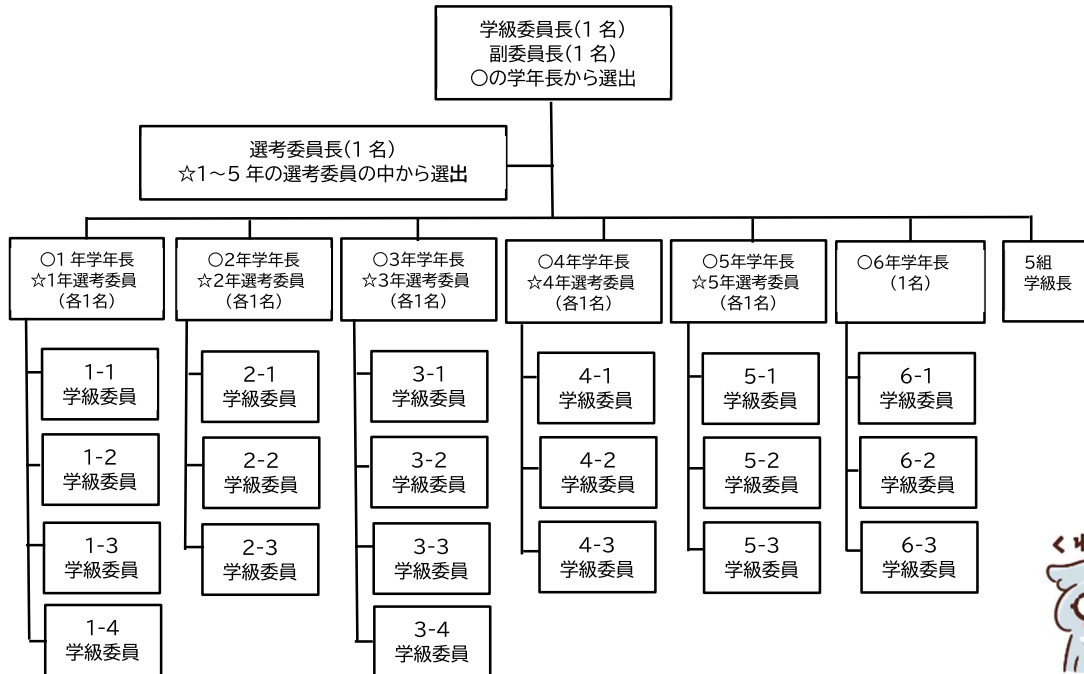 学級委員長(1名)
副委員長(1名)
〇の学年長から選出
選考委員長(1名)
☆1～5年の選考委員の中から選出
〇1年学年長
☆1年選考委員
(各1名)
〇2年学年長
☆2年選考委員
(各1名)
〇3年学年長
☆3年選考委員
(各1名)
〇4年学年長
☆4年選考委員
(各1名)
〇5年学年長
☆5年選考委員
(各1名)
〇6年学年長
(1名)
5組
学級長
1-1
学級委員
1-2
学級委員
1-3
学級委員
1-4
学級委員
2-1
学級委員
2-2
学級委員
2-3
学級委員
3-1
学級委員
3-2
学級委員
3-3
学級委員
3-4
学級委員
4-1
学級委員
4-2
学級委員
4-3
学級委員
5-1
学級委員
5-2
学級委員
5-3
学級委員
6-1
学級委員
6-2
学級委員
6-3
学級委員